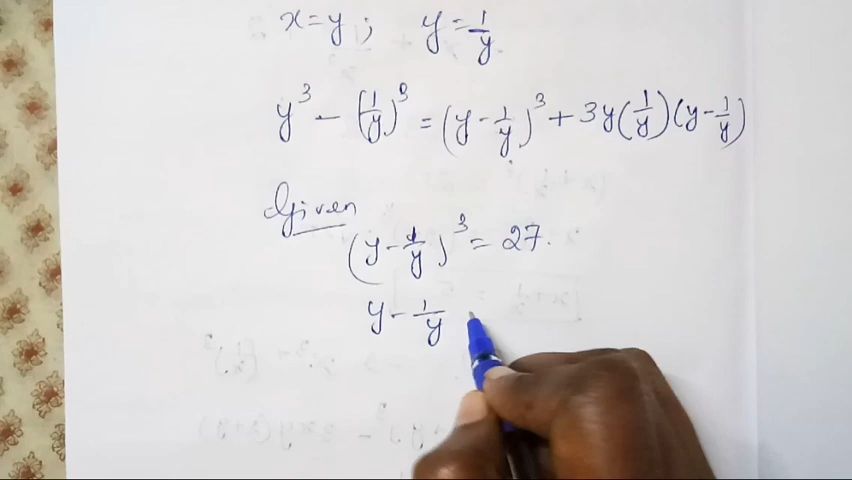 x = y ; y = 1/y
y³ - (1/y)³ = (y - 1/y)³ + 3y(1/y)(y - 1/y)
Given
(y - 1/y)³ = 27.
y - 1/y